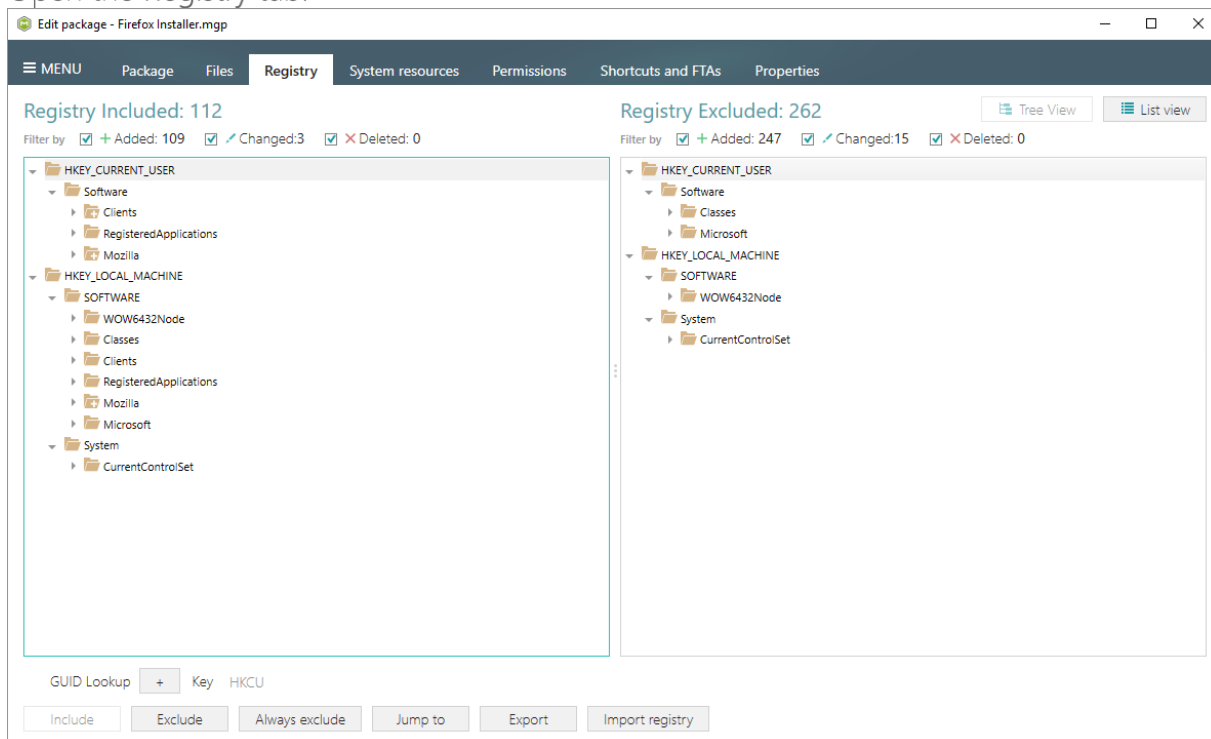 Open the Registry tab.
Edit package - Firefox Installer.mgp
MENU Package Files Registry System resources Permissions Shortcuts and FTAs Properties
Registry Included: 112
Filter by + Added: 109 Changed:3 Deleted: 0
HKEY_CURRENT_USER
Software
Clients
RegisteredApplications
Mozilla
HKEY_LOCAL_MACHINE
SOFTWARE
WOW6432Node
Classes
Clients
RegisteredApplications
Mozilla
Microsoft
System
CurrentControlSet
Registry Excluded: 262
Tree View List view
Filter by + Added: 247 Changed:15 Deleted: 0
HKEY_CURRENT_USER
Software
Classes
Microsoft
HKEY_LOCAL_MACHINE
SOFTWARE
WOW6432Node
System
CurrentControlSet
GUID Lookup + Key HKCU
Include Exclude Always exclude Jump to Export Import registry